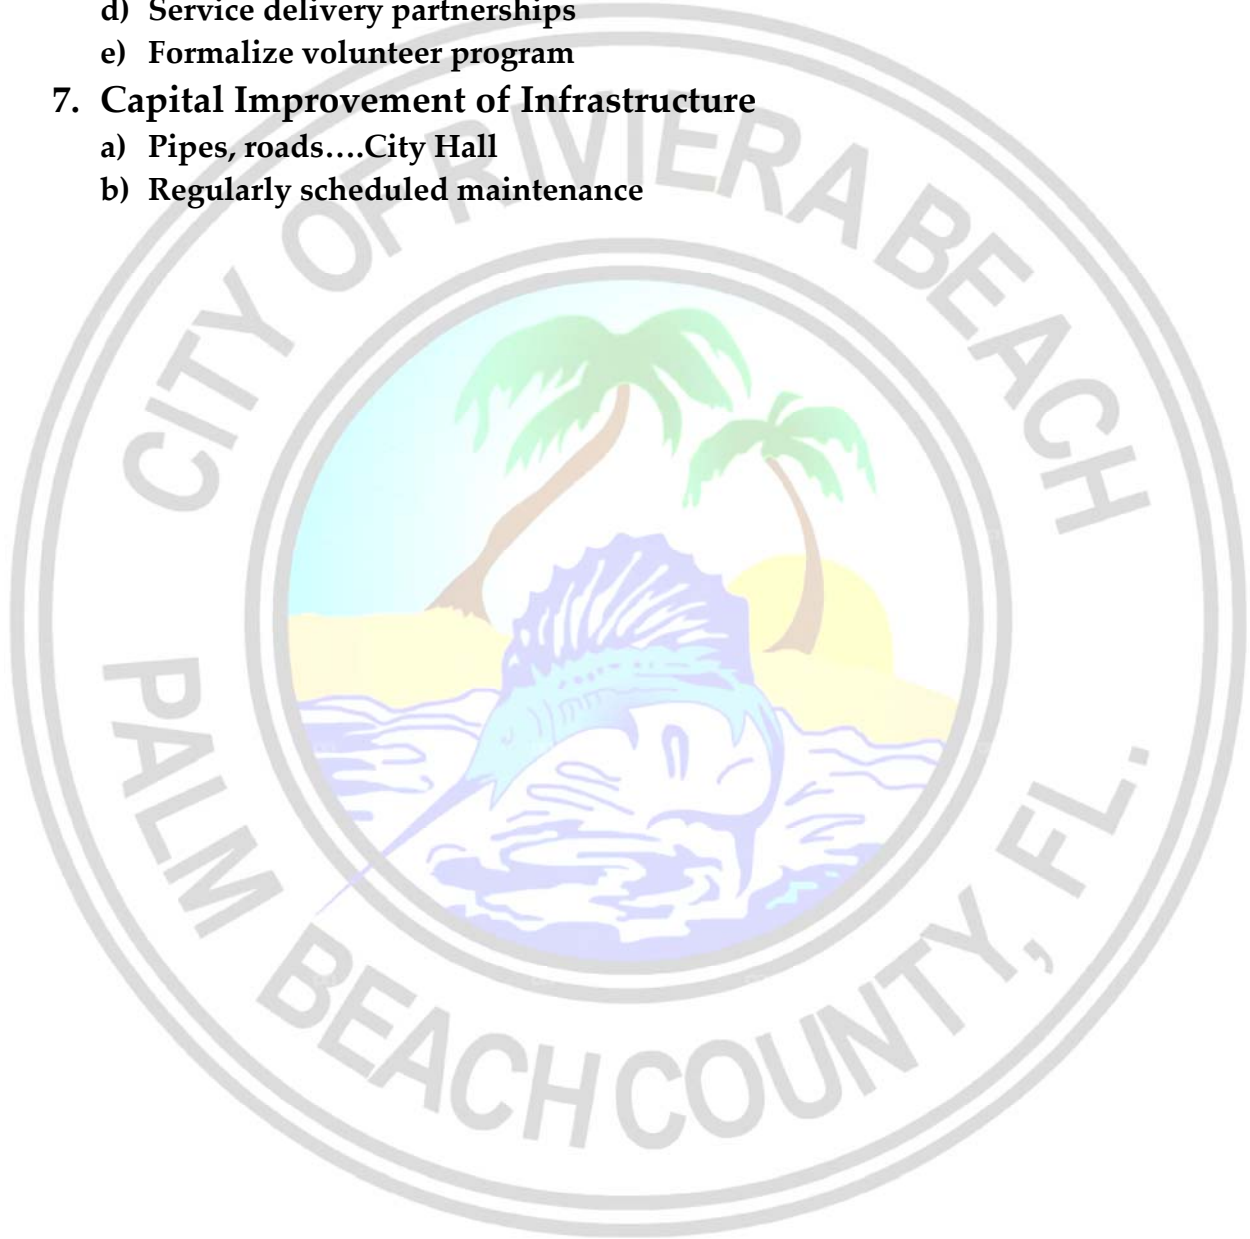 d) Service delivery partnerships
e) Formalize volunteer program
7. Capital Improvement of Infrastructure
a) Pipes, roads….City Hall
b) Regularly scheduled maintenance
CITY OF RIVIERA BEACH
PALM BEACH COUNTY, FL.